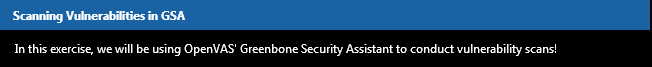 Scanning Vulnerabilities in GSA
In this exercise, we will be using OpenVAS' Greenbone Security Assistant to conduct vulnerability scans!